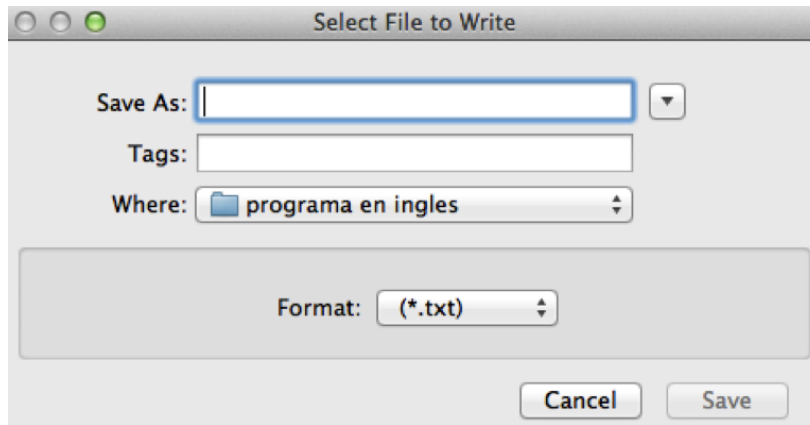 Select File to Write
Save As:
Tags:
Where: programa en ingles
Format: (*.txt)
Cancel Save